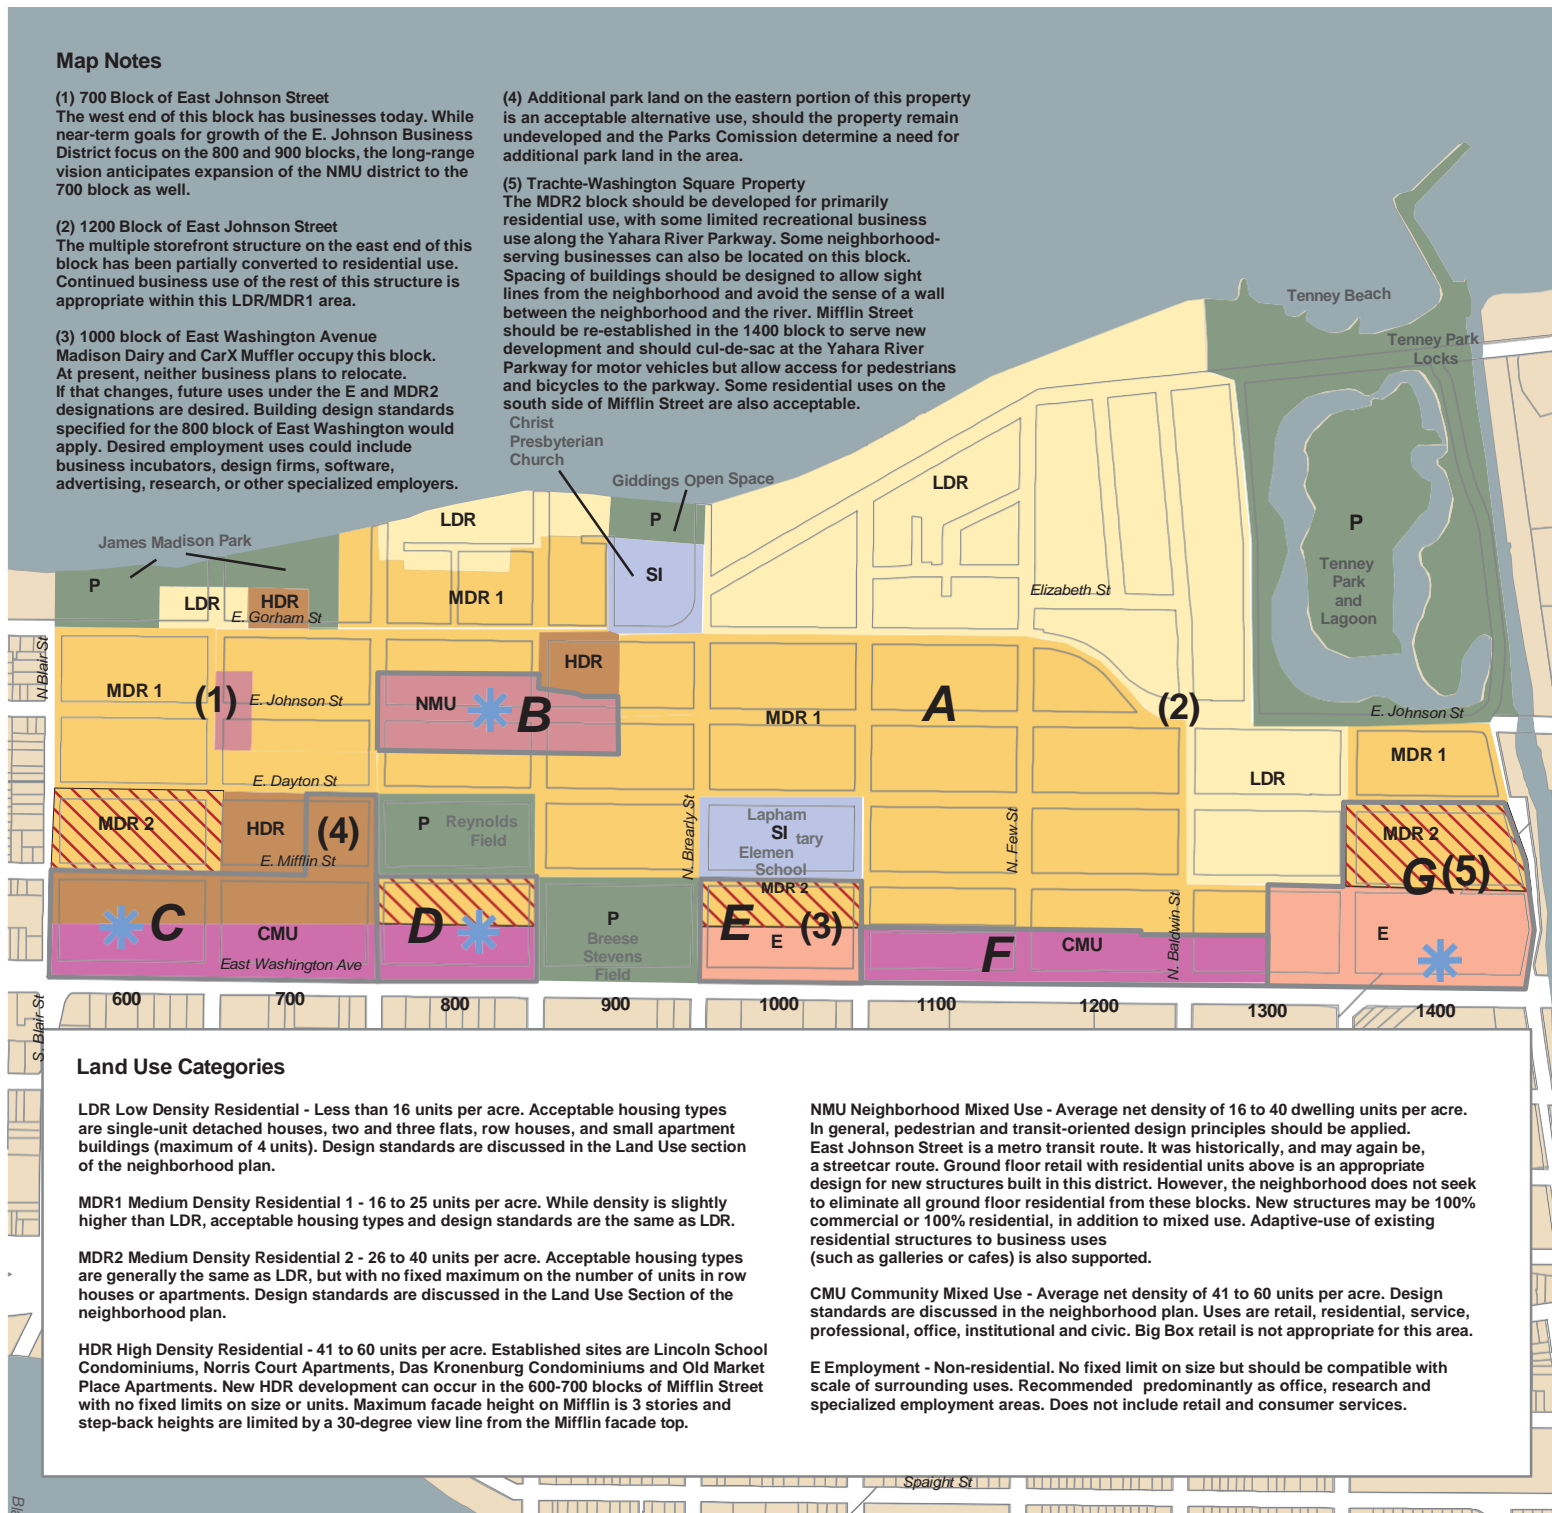 Map Notes
(1) 700 Block of East Johnson Street
The west end of this block has businesses today. While
near-term goals for growth of the E. Johnson Business
District focus on the 800 and 900 blocks, the long-range
vision anticipates expansion of the NMU district to the
700 block as well.
(2) 1200 Block of East Johnson Street
The multiple storefront structure on the east end of this
block has been partially converted to residential use.
Continued business use of the rest of this structure is
appropriate within this LDR/MDR1 area.
(3) 1000 block of East Washington Avenue
Madison Dairy and CarX Muffler occupy this block.
At present, neither business plans to relocate.
If that changes, future uses under the E and MDR2
designations are desired. Building design standards
specified for the 800 block of East Washington would
apply. Desired employment uses could include
business incubators, design firms, software,
advertising, research, or other specialized employers.
(4) Additional park land on the eastern portion of this property
is an acceptable alternative use, should the property remain
undeveloped and the Parks Comission determine a need for
additional park land in the area.
(5) Trachte-Washington Square Property
The MDR2 block should be developed for primarily
residential use, with some limited recreational business
use along the Yahara River Parkway. Some neighborhood-
serving businesses can also be located on this block.
Spacing of buildings should be designed to allow sight
lines from the neighborhood and avoid the sense of a wall
between the neighborhood and the river. Mifflin Street
should be re-established in the 1400 block to serve new
development and should cul-de-sac at the Yahara River
Parkway for motor vehicles but allow access for pedestrians
and bicycles to the parkway. Some residential uses on the
south side of Mifflin Street are also acceptable.
Christ
Presbyterian
Church
Giddings Open Space
Tenney Beach
Tenney Park
Locks
James Madison Park
P
LDR
HDR
E. Gorham St
LDR
MDR 1
P
SI
LDR
Elizabeth St
P
Tenney
Park
and
Lagoon
N Blair St
MDR 1
(1)
E. Johnson St
NMU
B
HDR
MDR 1
A
(2)
E. Johnson St
MDR 1
LDR
E. Dayton St
MDR 2
HDR
(4)
E. Mifflin St
P
Reynolds
Field
N. Brearly St
Lapham
SI
tary
Elemen
School
N. Few St
MDR 2
G
(5)
C
CMU
East Washington Ave
D
P
Breese
Stevens
Field
MDR 2
E
E
(3)
F
CMU
N. Baldwin St
E
600
700
800
900
1000
1100
1200
1300
1400
S. Blair St
Land Use Categories
LDR Low Density Residential - Less than 16 units per acre. Acceptable housing types
are single-unit detached houses, two and three flats, row houses, and small apartment
buildings (maximum of 4 units). Design standards are discussed in the Land Use section
of the neighborhood plan.
MDR1 Medium Density Residential 1 - 16 to 25 units per acre. While density is slightly
higher than LDR, acceptable housing types and design standards are the same as LDR.
MDR2 Medium Density Residential 2 - 26 to 40 units per acre. Acceptable housing types
are generally the same as LDR, but with no fixed maximum on the number of units in row
houses or apartments. Design standards are discussed in the Land Use Section of the
neighborhood plan.
HDR High Density Residential - 41 to 60 units per acre. Established sites are Lincoln School
Condominiums, Norris Court Apartments, Das Kronenburg Condominiums and Old Market
Place Apartments. New HDR development can occur in the 600-700 blocks of Mifflin Street
with no fixed limits on size or units. Maximum facade height on Mifflin is 3 stories and
step-back heights are limited by a 30-degree view line from the Mifflin facade top.
NMU Neighborhood Mixed Use - Average net density of 16 to 40 dwelling units per acre.
In general, pedestrian and transit-oriented design principles should be applied.
East Johnson Street is a metro transit route. It was historically, and may again be,
a streetcar route. Ground floor retail with residential units above is an appropriate
design for new structures built in this district. However, the neighborhood does not seek
to eliminate all ground floor residential from these blocks. New structures may be 100%
commercial or 100% residential, in addition to mixed use. Adaptive-use of existing
residential structures to business uses
(such as galleries or cafes) is also supported.
CMU Community Mixed Use - Average net density of 41 to 60 units per acre. Design
standards are discussed in the neighborhood plan. Uses are retail, residential, service,
professional, office, institutional and civic. Big Box retail is not appropriate for this area.
E Employment - Non-residential. No fixed limit on size but should be compatible with
scale of surrounding uses. Recommended predominantly as office, research and
specialized employment areas. Does not include retail and consumer services.
Spaight St